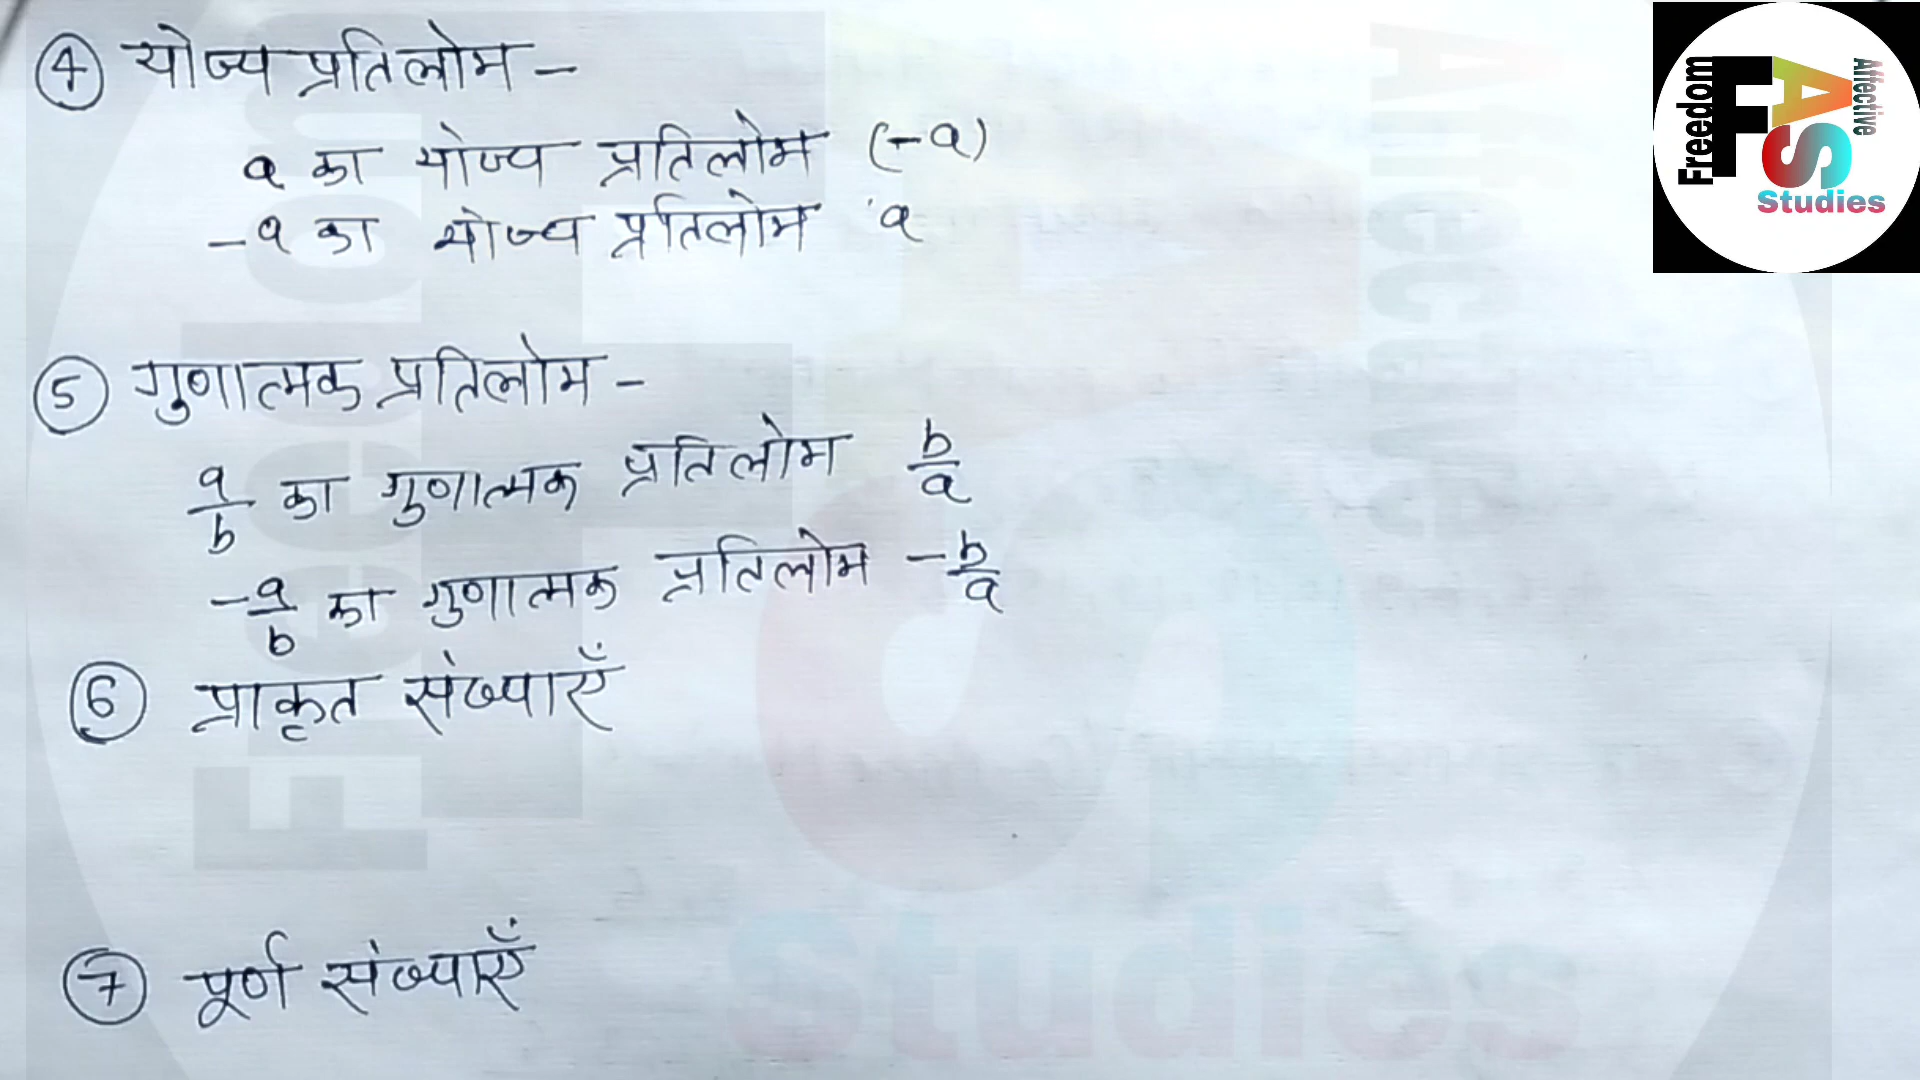 ④ योज्य प्रतिलोम -
a का योज्य प्रतिलोम (-a)
-a का योज्य प्रतिलोम a
⑤ गुणात्मक प्रतिलोम -
a/b का गुणात्मक प्रतिलोम b/a
-a/b का गुणात्मक प्रतिलोम -b/a
⑥ प्राकृत संख्याएँ
⑦ पूर्ण संख्याएँ
Freedom
Affective
FAS
Studies